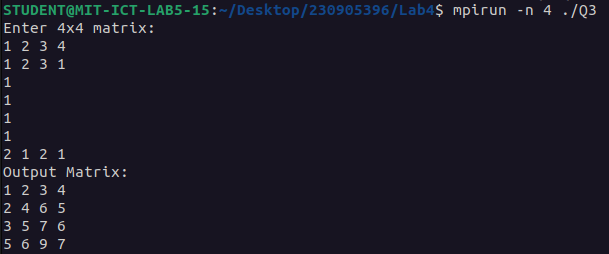 STUDENT@MIT-ICT-LAB5-15:~/Desktop/230905396/Lab4$ mpirun -n 4 ./Q3
Enter 4x4 matrix:
1 2 3 4
1 2 3 1
1
1
1
1
2 1 2 1
Output Matrix:
1 2 3 4
2 4 6 5
3 5 7 6
5 6 9 7